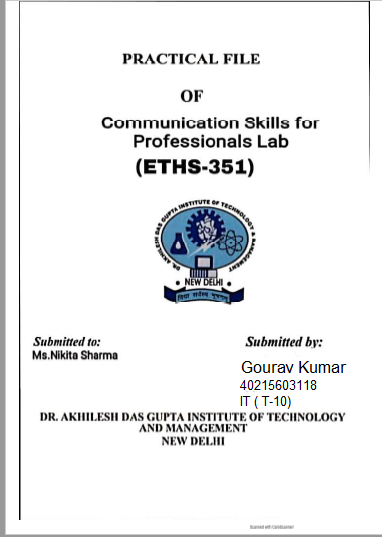 PRACTICAL FILE
OF
Communication Skills for
Professionals Lab
(ETHS-351)
DR. AKHILESH DAS GUPTA INSTITUTE OF TECHNOLOGY & MANAGEMENT
• NEW DELHI •
Submitted to:
Ms.Nikita Sharma
Submitted by:
Gourav Kumar
40215603118
IT ( T-10)
DR. AKHILESH DAS GUPTA INSTITUTE OF TECHNOLOGY
AND MANAGEMENT
NEW DELHI
Scanned with CamScanner